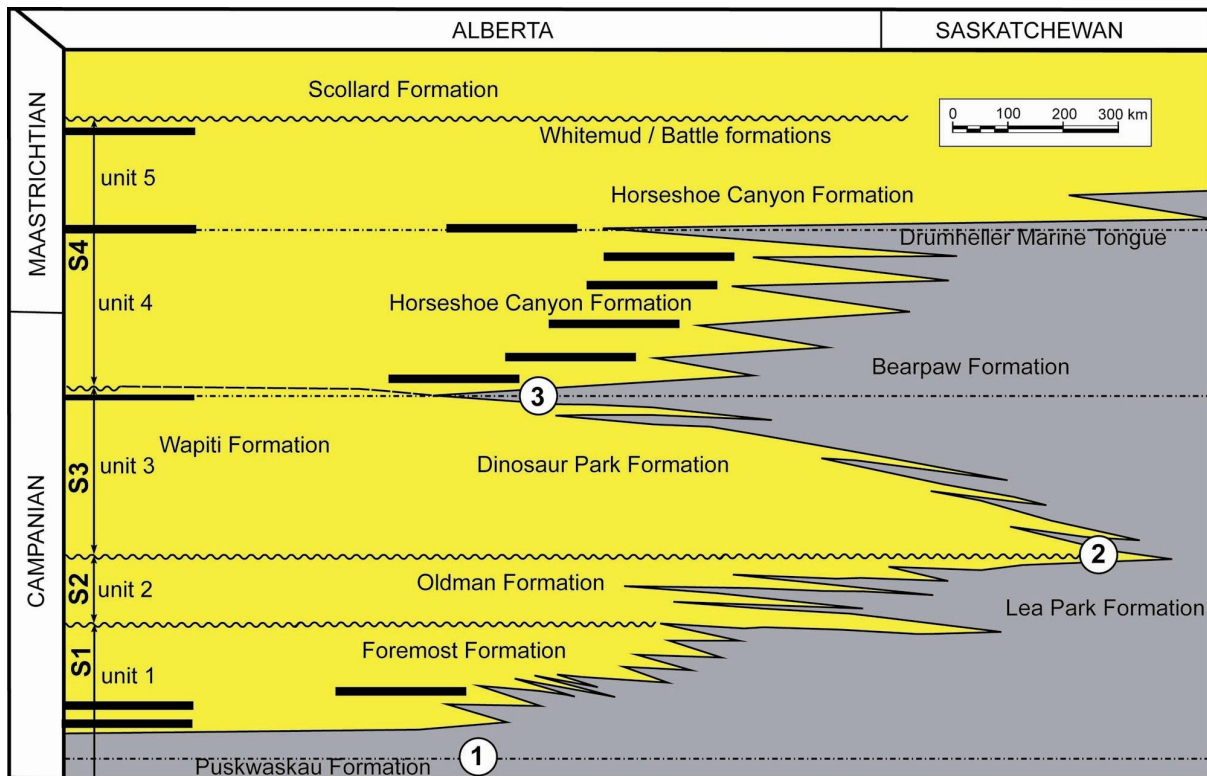 ALBERTA
SASKATCHEWAN
MAASTRICHTIAN
CAMPANIAN
Scollard Formation
0 100 200 300 km
Whitemud / Battle formations
unit 5
Horseshoe Canyon Formation
Drumheller Marine Tongue
S4
unit 4
Horseshoe Canyon Formation
Bearpaw Formation
3
Wapiti Formation
S3
unit 3
Dinosaur Park Formation
2
S2
unit 2
Oldman Formation
Lea Park Formation
S1
Foremost Formation
unit 1
1
Puskwaskau Formation